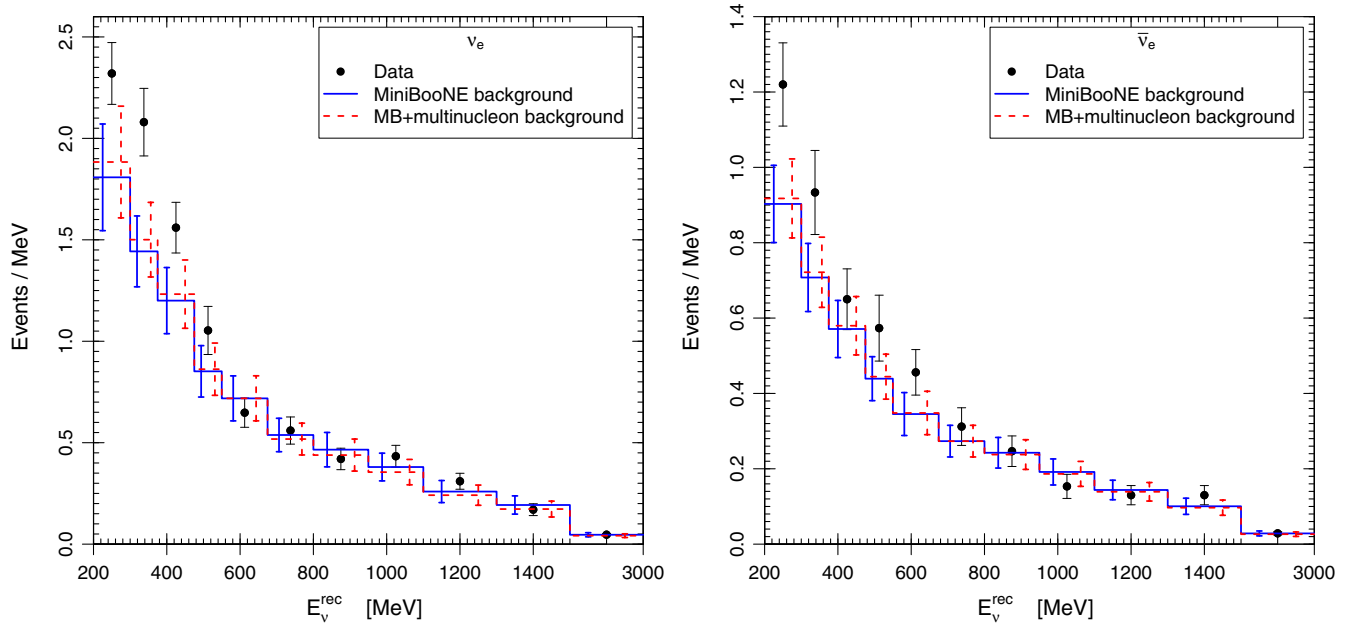 ν_e
Data
MiniBooNE background
MB+multinucleon background
Events / MeV
2.5
2.0
1.5
1.0
0.5
0.0
200 400 600 800 1000 1200 1400 3000
E_ν^rec [MeV]
ν̅_e
Data
MiniBooNE background
MB+multinucleon background
Events / MeV
1.4
1.2
1.0
0.8
0.6
0.4
0.2
0.0
200 400 600 800 1000 1200 1400 3000
E_ν^rec [MeV]